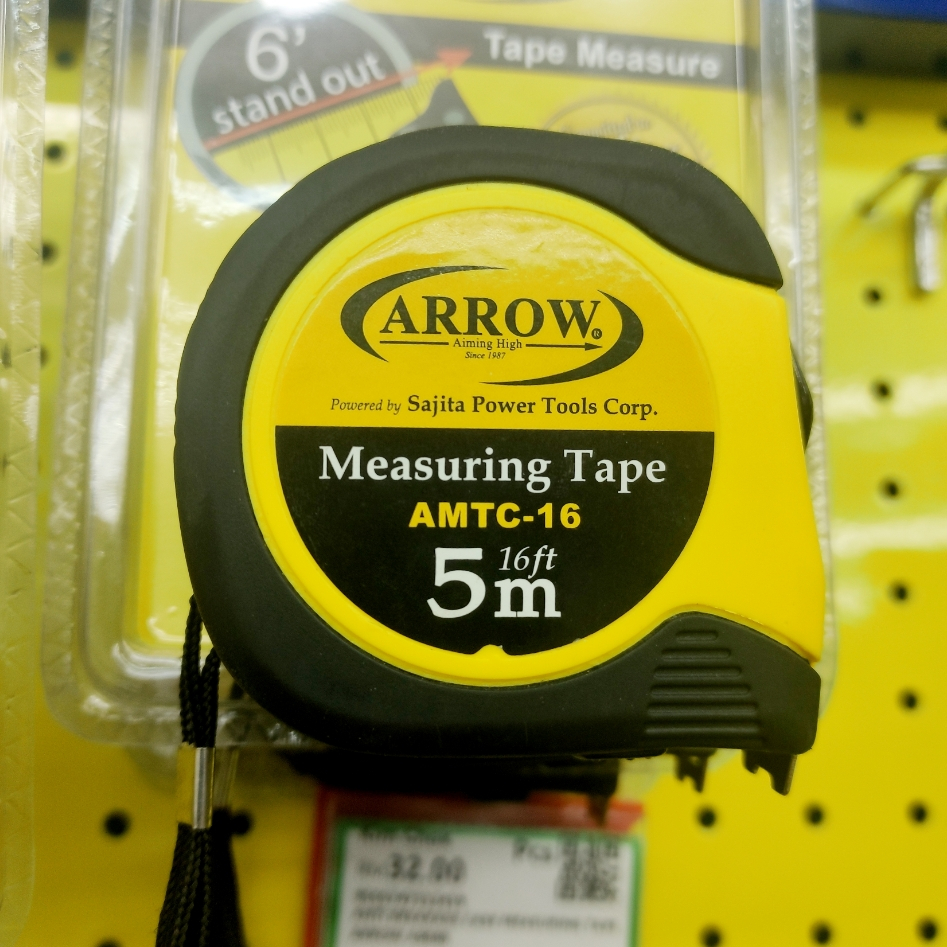 6'
stand out
Tape Measure
ARROW®
Aiming High
Since 1987
Powered by Sajita Power Tools Corp.
Measuring Tape
AMTC-16
16ft
5m
32.00
Pcs